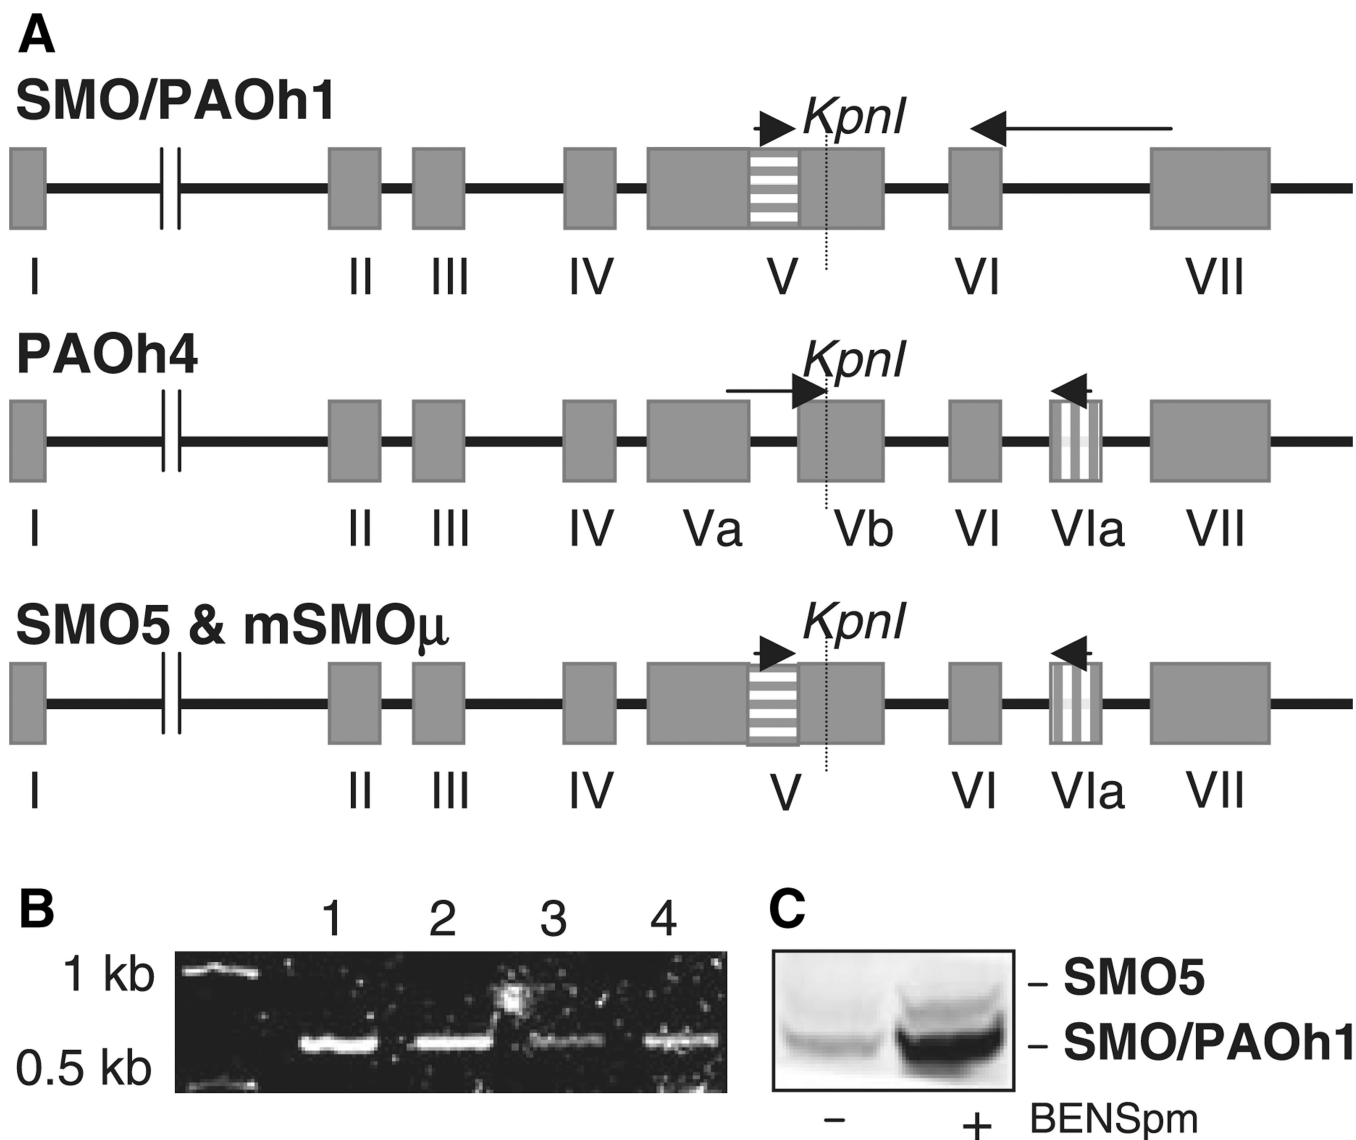 A
SMO/PAOh1
KpnI
I II III IV V VI VII
PAOh4
KpnI
I II III IV Va Vb VI VIa VII
SMO5 & mSMOμ
KpnI
I II III IV V VI VIa VII
B
1 2 3 4
1 kb
0.5 kb
C
– SMO5
– SMO/PAOh1
– + BENSpm